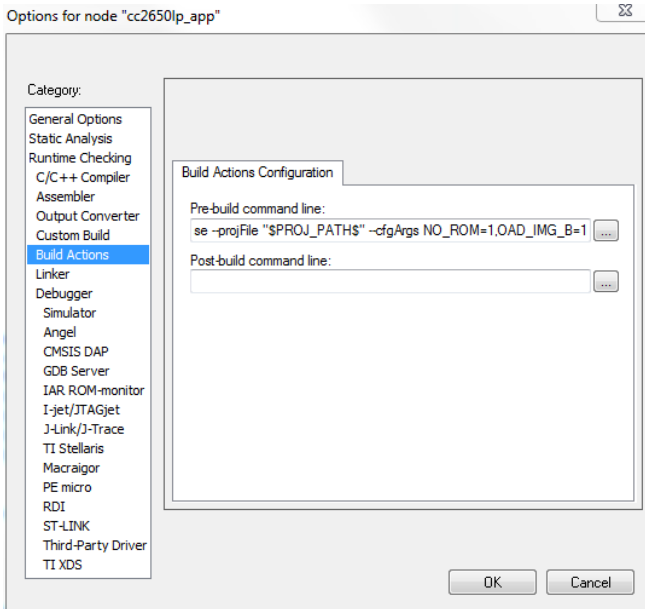 Options for node "cc2650lp_app"
Category:
General Options
Static Analysis
Runtime Checking
C/C++ Compiler
Assembler
Output Converter
Custom Build
Build Actions
Linker
Debugger
Simulator
Angel
CMSIS DAP
GDB Server
IAR ROM-monitor
I-jet/JTAGjet
J-Link/J-Trace
TI Stellaris
Macraigor
PE micro
RDI
ST-LINK
Third-Party Driver
TI XDS
Build Actions Configuration
Pre-build command line:
se --projFile "$PROJ_PATH$" --cfgArgs NO_ROM=1,OAD_IMG_B=1 ...
Post-build command line:
...
OK Cancel